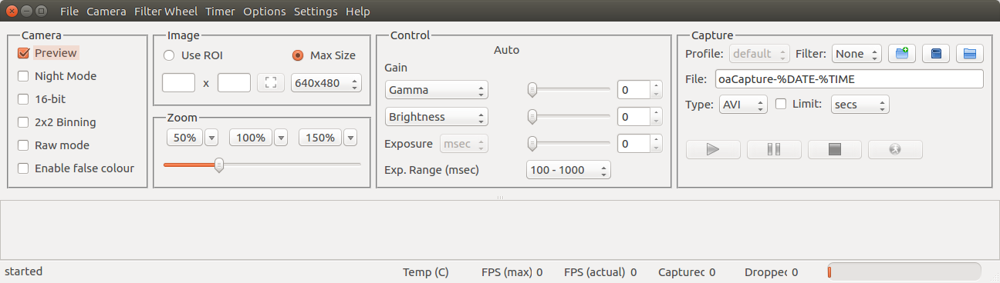 File Camera Filter Wheel Timer Options Settings Help
Camera
Preview
Night Mode
16-bit
2x2 Binning
Raw mode
Enable false colour
Image
Use ROI Max Size
x 640x480
Zoom
50% 100% 150%
Control
Auto
Gain
Gamma 0
Brightness 0
Exposure msec 0
Exp. Range (msec) 100 - 1000
Capture
Profile: default Filter: None
File: oaCapture-%DATE-%TIME
Type: AVI Limit: secs
started Temp (C) FPS (max) 0 FPS (actual) 0 Capturec 0 Droppec 0